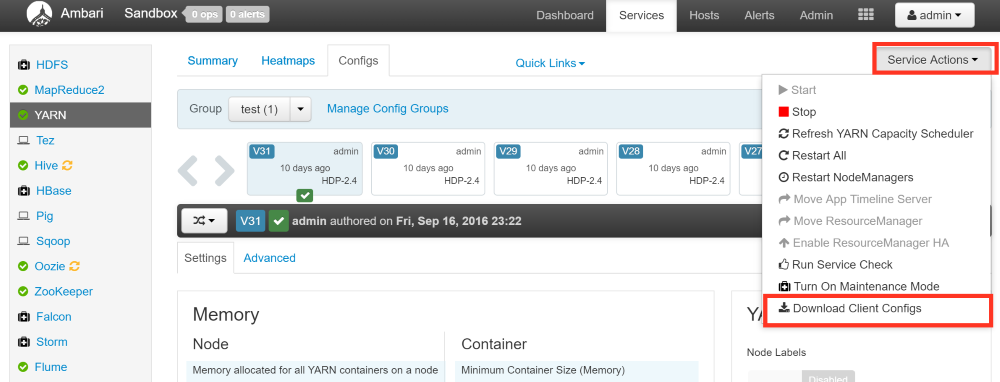 Ambari Sandbox 0 ops 0 alerts Dashboard Services Hosts Alerts Admin admin
HDFS
MapReduce2
YARN
Tez
Hive
HBase
Pig
Sqoop
Oozie
ZooKeeper
Falcon
Storm
Flume
Summary Heatmaps Configs Quick Links Service Actions
Group test (1) Manage Config Groups
V31 admin
10 days ago
HDP-2.4
V30 admin
10 days ago
HDP-2.4
V29 admin
10 days ago
HDP-2.4
V28 admin
10 days ago
HDP-2.4
V27
V31 admin authored on Fri, Sep 16, 2016 23:22
Settings Advanced
Memory
Node
Memory allocated for all YARN containers on a node
Container
Minimum Container Size (Memory)
Node Labels
Disabled
Start
Stop
Refresh YARN Capacity Scheduler
Restart All
Restart NodeManagers
Move App Timeline Server
Move ResourceManager
Enable ResourceManager HA
Run Service Check
Turn On Maintenance Mode
Download Client Configs